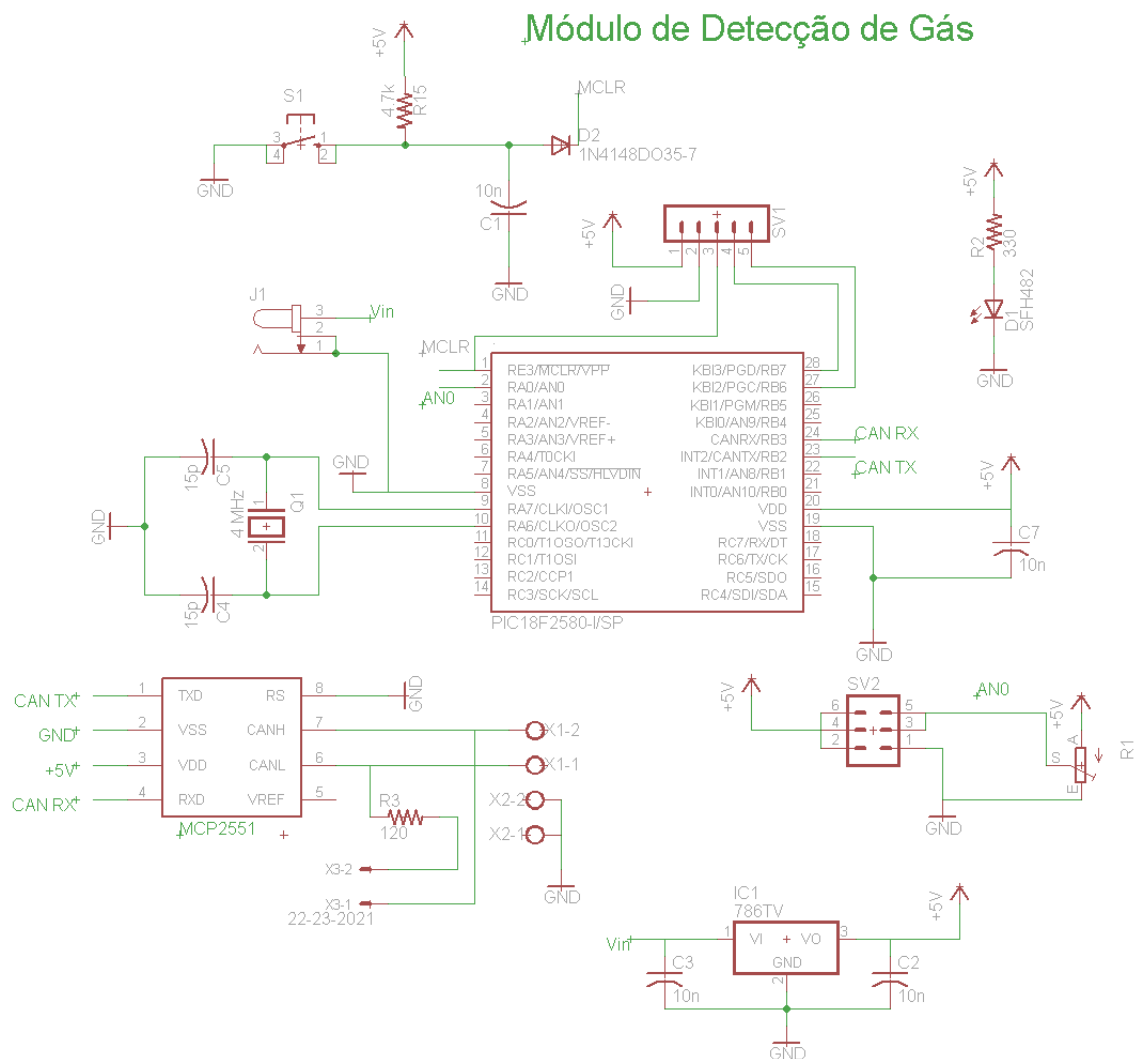 Módulo de Detecção de Gás
+5V
4.7k
R15
S1
3
4
1
2
GND
MCLR
D2
1N4148DO35-7
10n
C1
GND
+5V
SV1
1
2
3
4
5
GND
+5V
R2
330
D1
SFH482
GND
J1
3
2
1
Vin
MCLR
AN0
1 RE3/MCLR/VPP
2 RA0/AN0
3 RA1/AN1
4 RA2/AN2/VREF-
5 RA3/AN3/VREF+
6 RA4/T0CKI
7 RA5/AN4/SS/HLVDIN
8 VSS
9 RA7/CLKI/OSC1
10 RA6/CLKO/OSC2
11 RC0/T1OSO/T13CKI
12 RC1/T1OSI
13 RC2/CCP1
14 RC3/SCK/SCL
KBI3/PGD/RB7 28
KBI2/PGC/RB6 27
KBI1/PGM/RB5 26
KBI0/AN9/RB4 25
CANRX/RB3 24
INT2/CANTX/RB2 23
INT1/AN8/RB1 22
INT0/AN10/RB0 21
VDD 20
VSS 19
RC7/RX/DT 18
RC6/TX/CK 17
RC5/SDO 16
RC4/SDI/SDA 15
PIC18F2580-I/SP
CAN RX
CAN TX
GND
+5V
C7
10n
GND
15p
C5
GND
4 MHz
1
2
Q1
15p
C4
CAN TX
GND
+5V
CAN RX
1 TXD
2 VSS
3 VDD
4 RXD
RS 8
CANH 7
CANL 6
VREF 5
MCP2551
GND
X1-2
X1-1
X2-2
X2-1
GND
R3
120
X3-2
X3-1
22-23-2021
+5V
SV2
6
4
2
5
3
1
AN0
+5V
A
S
E
R1
GND
IC1
786TV
Vin
1 VI
VO 3
GND
2
C3
10n
C2
10n
+5V
GND